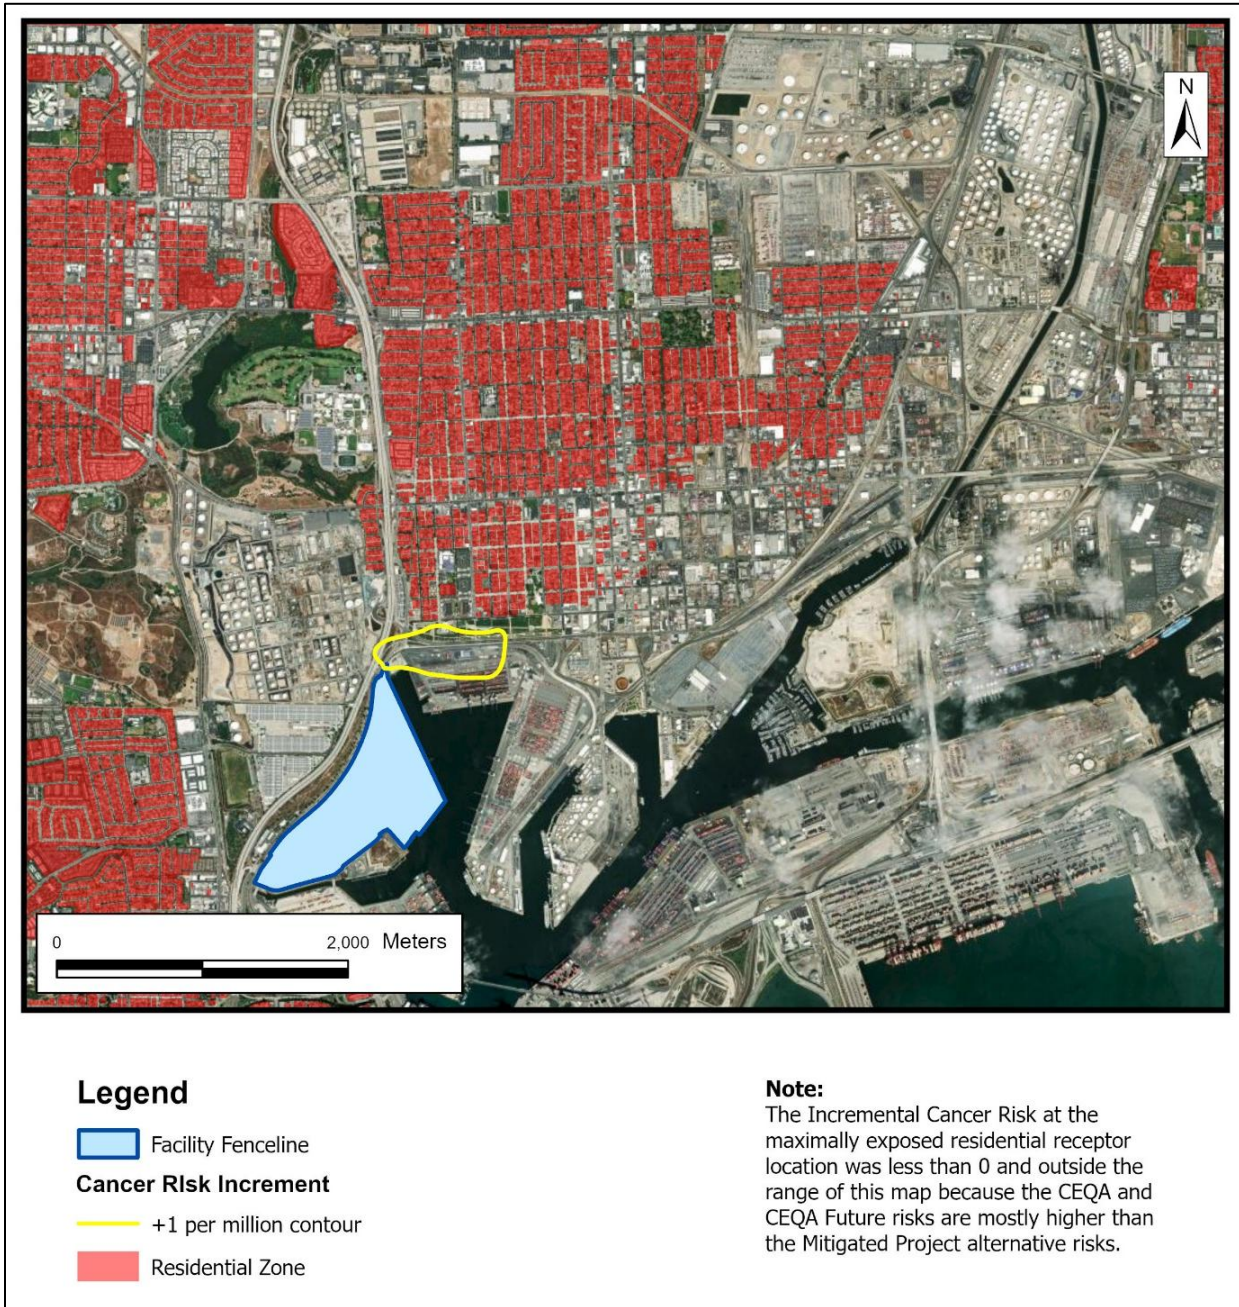 N
0
2,000 Meters
Legend
Facility Fenceline
Cancer RIsk Increment
+1 per million contour
Residential Zone
Note:
The Incremental Cancer Risk at the
maximally exposed residential receptor
location was less than 0 and outside the
range of this map because the CEQA and
CEQA Future risks are mostly higher than
the Mitigated Project alternative risks.